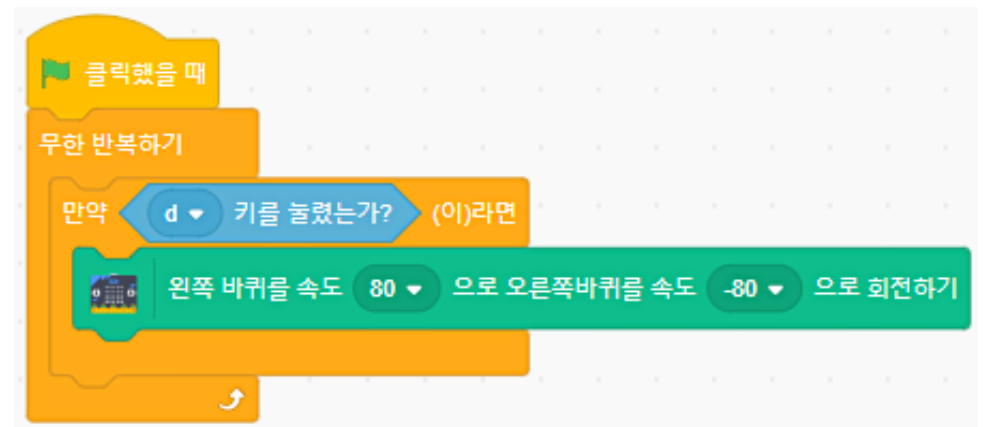 클릭했을 때
무한 반복하기
만약 d 키를 눌렸는가? (이)라면
왼쪽 바퀴를 속도 80 으로 오른쪽바퀴를 속도 -80 으로 회전하기